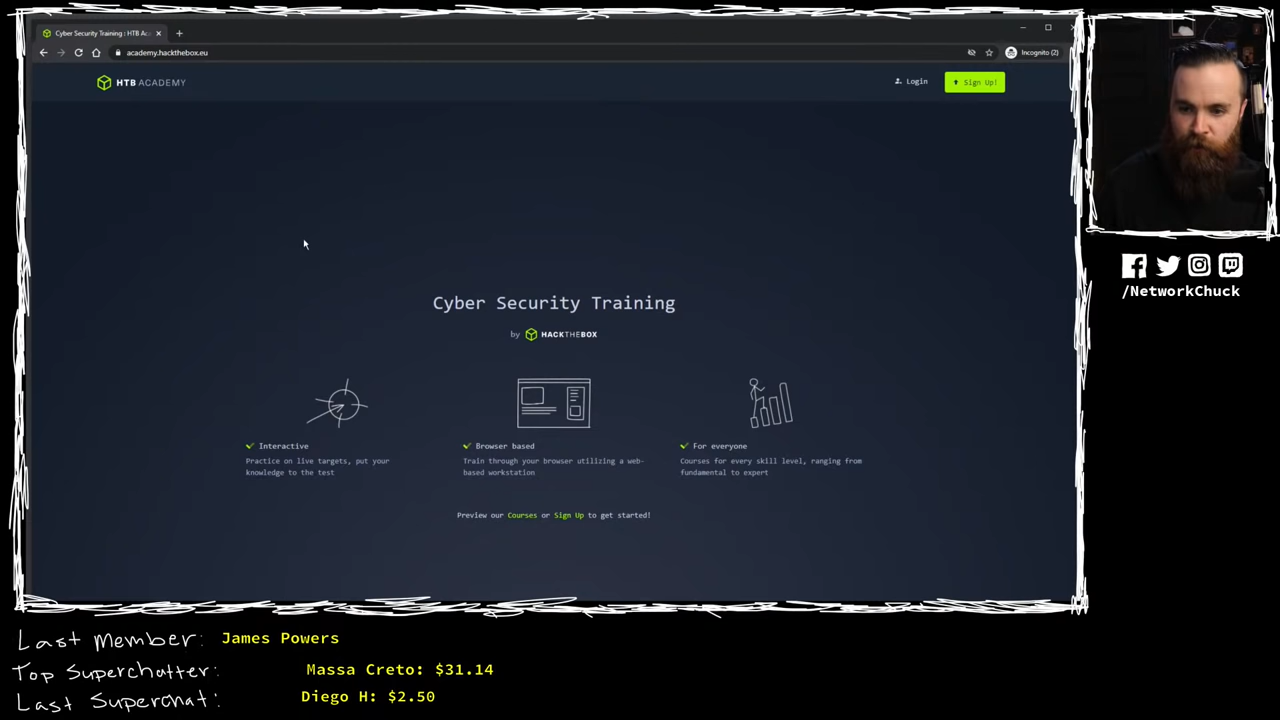 Cyber Security Training : HTB Aca
academy.hackthebox.eu
Incognito (2)
HTB ACADEMY
Login
Sign Up!
Cyber Security Training
by HACKTHEBOX
Interactive
Practice on live targets, put your
knowledge to the test
Browser based
Train through your browser utilizing a web-
based workstation
For everyone
Courses for every skill level, ranging from
fundamental to expert
Preview our Courses or Sign Up to get started!
/NetworkChuck
Last Member: James Powers
Top Superchatter: Massa Creto: $31.14
Last Superchat: Diego H: $2.50